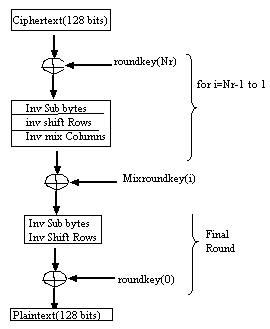 Ciphertext(128 bits)
roundkey(Nr)
for i=Nr-1 to 1
Inv Sub bytes
inv shift Rows
Inv mix Columns
Mixroundkey(i)
Inv Sub bytes
Inv Shift Rows
Final
Round
roundkey(0)
Plaintext(128 bits)